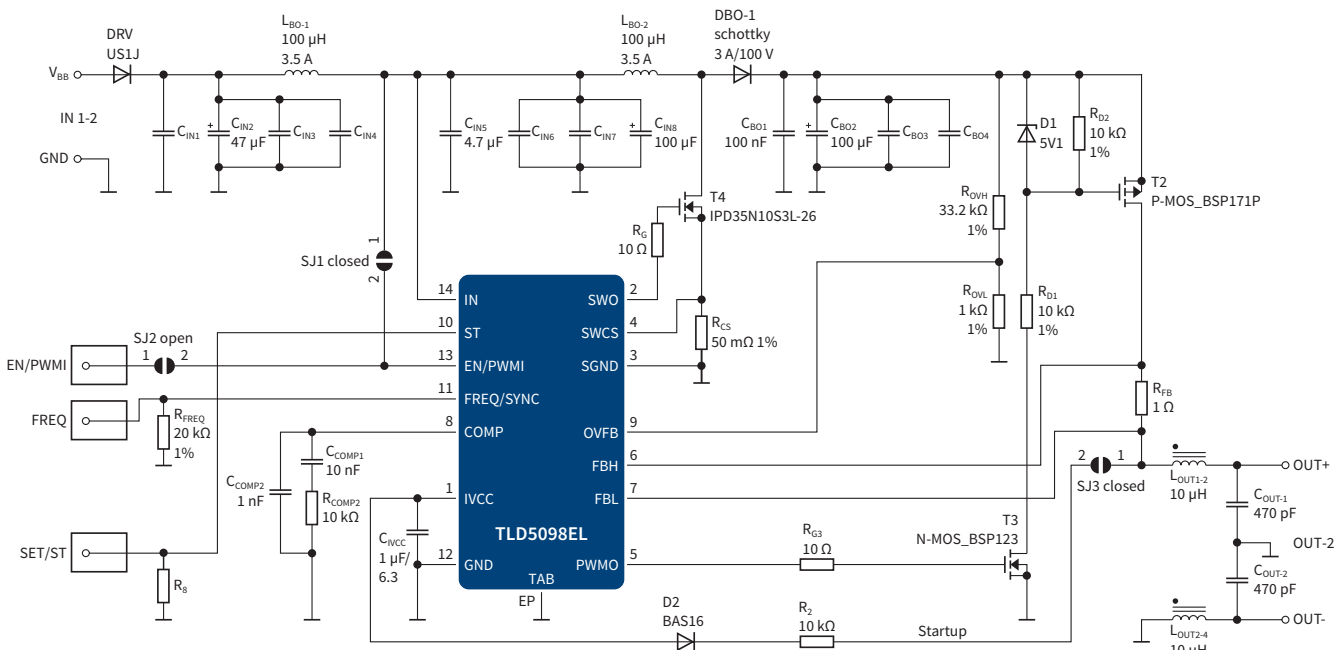 DRV
US1J
L_BO-1
100 µH
3.5 A
L_BO-2
100 µH
3.5 A
DBO-1
schottky
3 A/100 V
V_BB
IN 1-2
GND
C_IN1
C_IN2
47 µF
+
C_IN3
C_IN4
C_IN5
4.7 µF
C_IN6
C_IN7
+
C_IN8
100 µF
C_BO1
100 nF
+
C_BO2
100 µF
C_BO3
C_BO4
D1
5V1
R_D2
10 kΩ
1%
T2
P-MOS_BSP171P
T4
IPD35N10S3L-26
R_G
10 Ω
R_OVH
33.2 kΩ
1%
R_OVL
1 kΩ
1%
R_D1
10 kΩ
1%
SJ1 closed
1
2
SJ2 open
1 2
EN/PWMI
FREQ
R_FREQ
20 kΩ
1%
SET/ST
R_8
C_COMP1
10 nF
C_COMP2
1 nF
R_COMP2
10 kΩ
C_IVCC
1 µF/
6.3
14 IN
10 ST
13 EN/PWMI
11 FREQ/SYNC
8 COMP
1 IVCC
12 GND
TAB
EP
TLD5098EL
SWO 2
SWCS 4
SGND 3
OVFB 9
FBH 6
FBL 7
PWMO 5
R_CS
50 mΩ 1%
R_FB
1 Ω
2 1
SJ3 closed
L_OUT1-2
10 µH
OUT+
C_OUT-1
470 pF
OUT-2
C_OUT-2
470 pF
OUT-
L_OUT2-4
10 µH
R_G3
10 Ω
T3
N-MOS_BSP123
D2
BAS16
R_2
10 kΩ
Startup